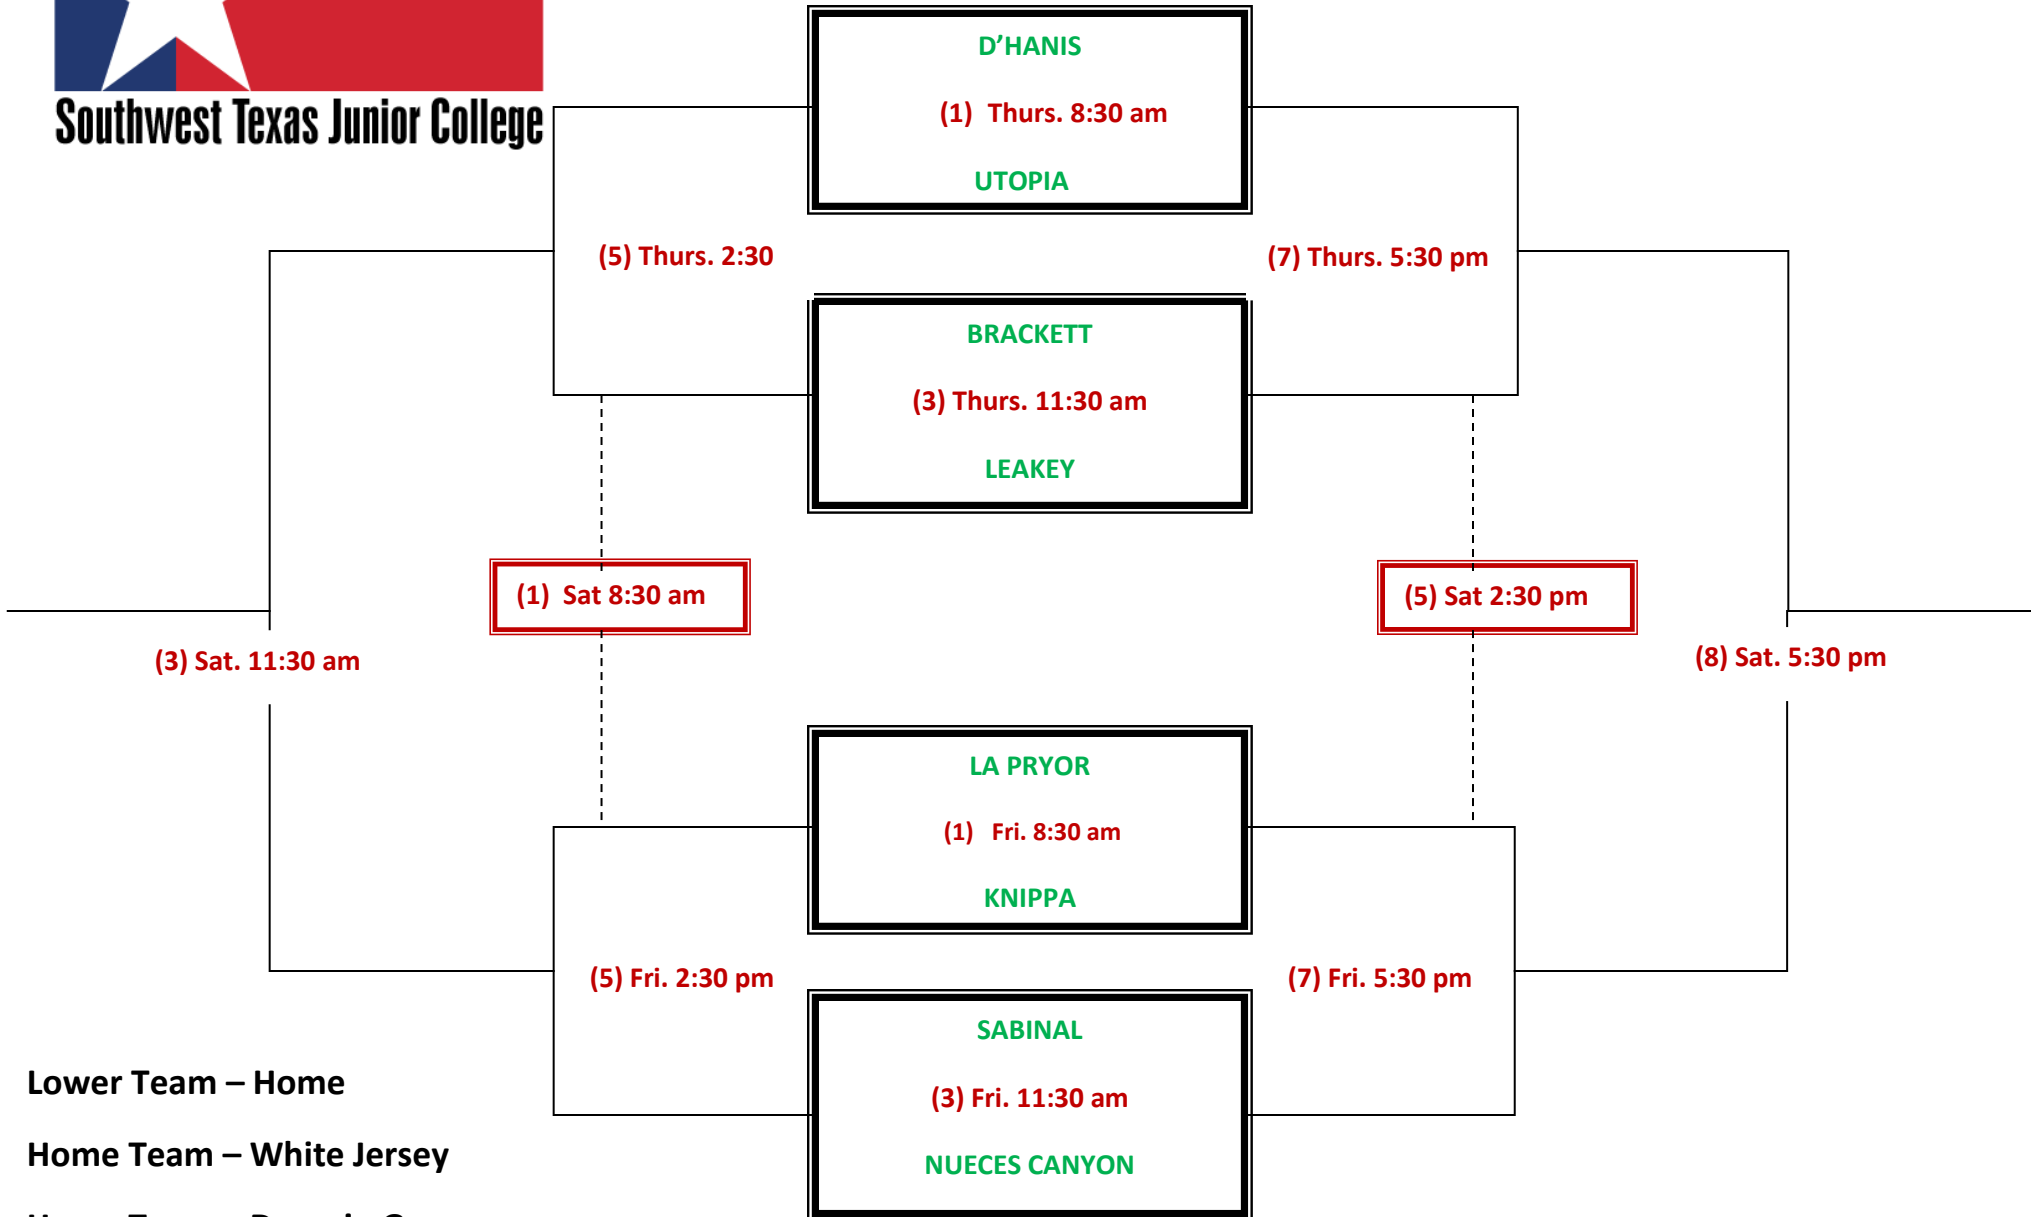 Southwest Texas Junior College
D'HANIS
(1) Thurs. 8:30 am
UTOPIA
(5) Thurs. 2:30
(7) Thurs. 5:30 pm
BRACKETT
(3) Thurs. 11:30 am
LEAKEY
(1) Sat 8:30 am
(5) Sat 2:30 pm
(3) Sat. 11:30 am
(8) Sat. 5:30 pm
LA PRYOR
(1) Fri. 8:30 am
KNIPPA
(5) Fri. 2:30 pm
(7) Fri. 5:30 pm
SABINAL
(3) Fri. 11:30 am
NUECES CANYON
Lower Team – Home
Home Team – White Jersey